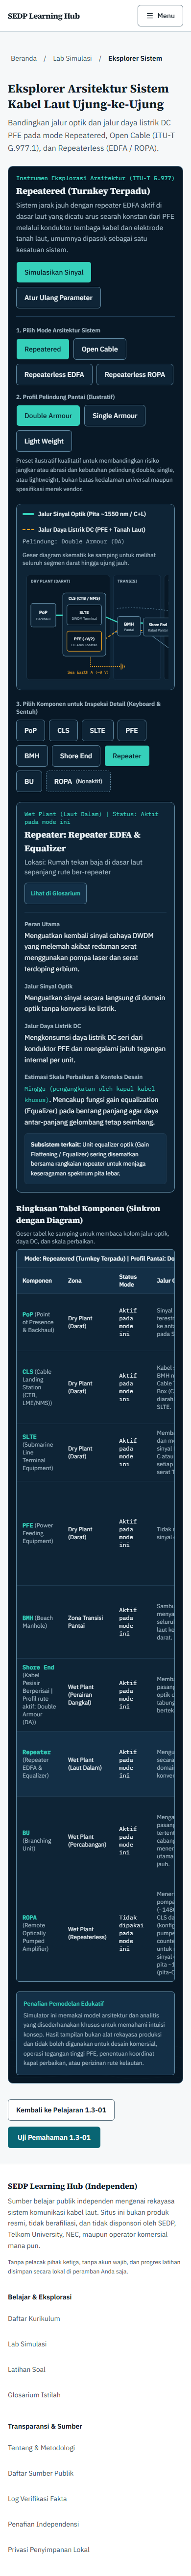 SEDP Learning Hub
Menu
Beranda / Lab Simulasi / Eksplorer Sistem
Eksplorer Arsitektur Sistem
Kabel Laut Ujung-ke-Ujung
Bandingkan jalur optik dan jalur daya listrik DC
PFE pada mode Repeatered, Open Cable (ITU-T
G.977.1), dan Repeaterless (EDFA / ROPA).
Instrumen Eksplorasi Arsitektur (ITU-T G.977)
Repeatered (Turnkey Terpadu)
Sistem jarak jauh dengan repeater EDFA aktif di
dasar laut yang dicatu arus searah konstan dari PFE
melalui konduktor tembaga kabel dan elektrode
tanah laut, umumnya dipasok sebagai satu
kesatuan sistem.
Simulasikan Sinyal
Atur Ulang Parameter
1. Pilih Mode Arsitektur Sistem
Repeatered
Open Cable
Repeaterless EDFA
Repeaterless ROPA
2. Profil Pelindung Pantai (Ilustratif)
Double Armour
Single Armour
Light Weight
Preset ilustratif kualitatif untuk membandingkan risiko
jangkar atau abrasi dan kebutuhan pelindung double, single,
atau lightweight, bukan batas kedalaman universal maupun
spesifikasi merek vendor.
Jalur Sinyal Optik (Pita ~1550 nm / C+L)
Jalur Daya Listrik DC (PFE + Tanah Laut)
Pelindung: Double Armour (DA)
Geser diagram skematik ke samping untuk melihat
seluruh segmen darat hingga ujung jauh.
DRY PLANT (DARAT)
TRANSISI
CLS (CTB / NMS)
PoP
Backhaul
SLTE
DWDM Terminal
PFE (+V/2)
DC Arus Konstan
BMH
Pantai
Shore End
Kabel Pantai
Sea Earth A (~0 V)
3. Pilih Komponen untuk Inspeksi Detail (Keyboard &
Sentuh)
PoP
CLS
SLTE
PFE
BMH
Shore End
Repeater
BU
ROPA (Nonaktif)
Wet Plant (Laut Dalam) | Status: Aktif
pada mode ini
Repeater: Repeater EDFA &
Equalizer
Lokasi: Rumah tekan baja di dasar laut
sepanjang rute ber-repeater
Lihat di Glosarium
Peran Utama
Menguatkan kembali sinyal cahaya DWDM
yang melemah akibat redaman serat
menggunakan pompa laser dan serat
terdoping erbium.
Jalur Sinyal Optik
Menguatkan sinyal secara langsung di domain
optik tanpa konversi ke listrik.
Jalur Daya Listrik DC
Mengkonsumsi daya listrik DC seri dari
konduktor PFE dan mengalami jatuh tegangan
internal per unit.
Estimasi Skala Perbaikan & Konteks Desain
Minggu (pengangkatan oleh kapal kabel
khusus). Mencakup fungsi gain equalization
(Equalizer) pada bentang panjang agar daya
antar-panjang gelombang tetap seimbang.
Subsistem terkait: Unit equalizer optik (Gain
Flattening / Equalizer) sering disematkan
bersama rangkaian repeater untuk menjaga
keseragaman spektrum pita lebar.
Ringkasan Tabel Komponen (Sinkron
dengan Diagram)
Geser tabel ke samping untuk membaca kolom jalur optik,
daya DC, dan skala perbaikan.
Mode: Repeatered (Turnkey Terpadu) | Profil Pantai: Do
Komponen
Zona
Status
Mode
PoP (Point
of Presence
& Backhaul)
Dry Plant
(Darat)
Aktif
pada
mode
ini
CLS (Cable
Landing
Station
(CTB,
LME/NMS))
Dry Plant
(Darat)
Aktif
pada
mode
ini
SLTE
(Submarine
Line
Terminal
Equipment)
Dry Plant
(Darat)
Aktif
pada
mode
ini
PFE (Power
Feeding
Equipment)
Dry Plant
(Darat)
Aktif
pada
mode
ini
BMH (Beach
Manhole)
Zona Transisi
Pantai
Aktif
pada
mode
ini
Shore End
(Kabel
Pesisir
Berperisai |
Profil rute
aktif: Double
Armour
(DA))
Wet Plant
(Perairan
Dangkal)
Aktif
pada
mode
ini
Repeater
(Repeater
EDFA &
Equalizer)
Wet Plant
(Laut Dalam)
Aktif
pada
mode
ini
BU
(Branching
Unit)
Wet Plant
(Percabangan)
Aktif
pada
mode
ini
ROPA
(Remote
Optically
Pumped
Amplifier)
Wet Plant
(Repeaterless)
Tidak
dipakai
pada
mode
ini
Penafian Pemodelan Edukatif
Simulator ini memakai model arsitektur dan analitis
yang disederhanakan khusus untuk memahami intuisi
konsep. Hasil tampilan bukan alat rekayasa produksi
dan tidak boleh digunakan untuk desain komersial,
operasi tegangan tinggi PFE, penentuan koordinat
kapal perbaikan, atau perizinan rute kelautan.
Kembali ke Pelajaran 1.3-01
Uji Pemahaman 1.3-01
SEDP Learning Hub (Independen)
Sumber belajar publik independen mengenai rekayasa
sistem komunikasi kabel laut. Situs ini bukan produk
resmi, tidak berafiliasi, dan tidak disponsori oleh SEDP,
Telkom University, NEC, maupun operator komersial
mana pun.
Tanpa pelacak pihak ketiga, tanpa akun wajib, dan progres latihan
disimpan secara lokal di peramban Anda saja.
Belajar & Eksplorasi
Daftar Kurikulum
Lab Simulasi
Latihan Soal
Glosarium Istilah
Transparansi & Sumber
Tentang & Metodologi
Daftar Sumber Publik
Log Verifikasi Fakta
Penafian Independensi
Privasi Penyimpanan Lokal